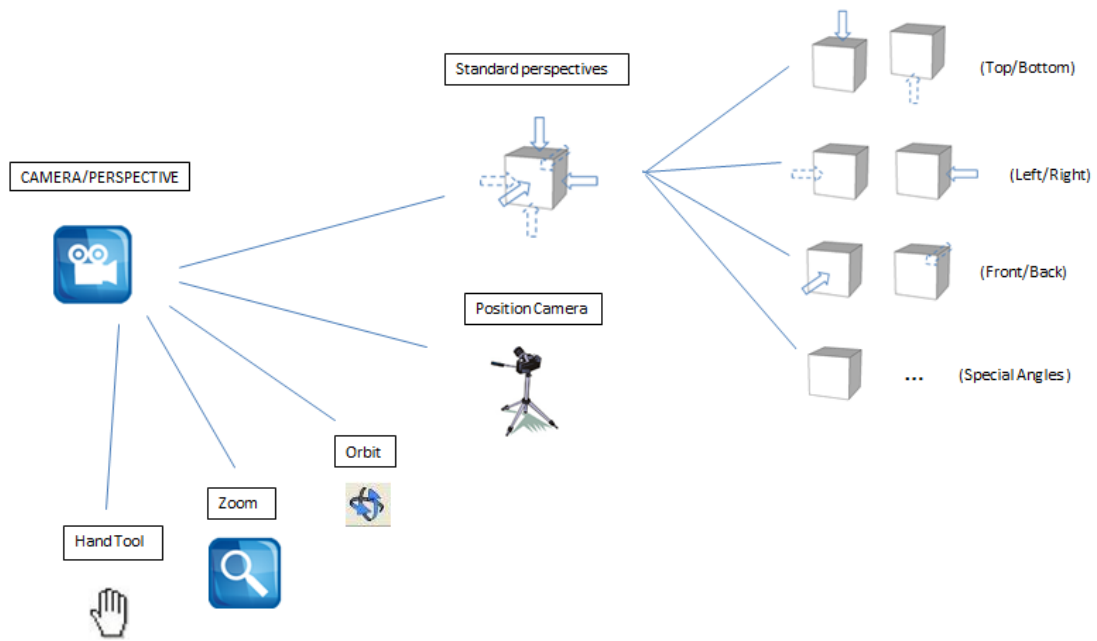 Standard perspectives
(Top/Bottom)
CAMERA/PERSPECTIVE
(Left/Right)
(Front/Back)
Position Camera
... (Special Angles)
Orbit
Zoom
Hand Tool